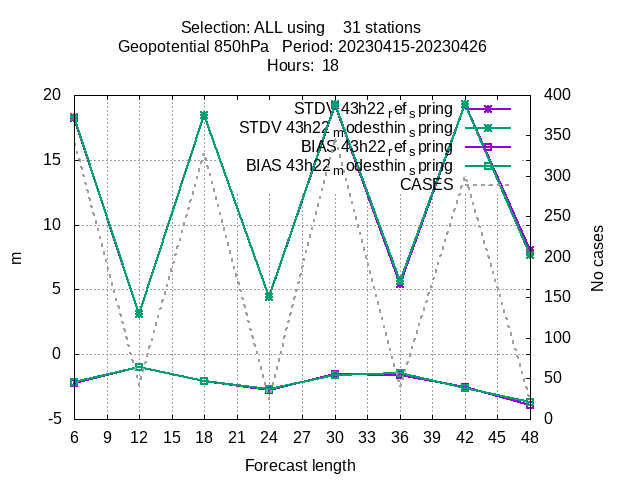 Selection: ALL using 31 stations
Geopotential 850hPa Period: 20230415-20230426
Hours: 18
20 400
STDV 43h22_ref_spring
350
STDV 43h22_modesthin_spring
BIAS 43h22_ref_spring
15
BIAS 43h22_modesthin_spring
300
CASES
10 250
m
No cases
200
5 150
100
0
50
-5 0
6 9 12 15 18 21 24 27 30 33 36 39 42 45 48
Forecast length